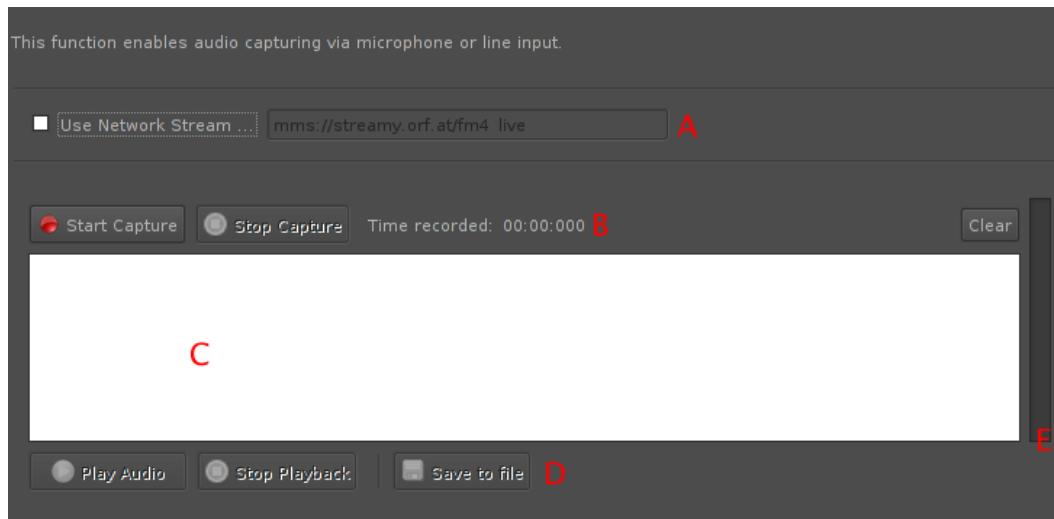 This function enables audio capturing via microphone or line input.
Use Network Stream ... mms://streamy.orf.at/fm4_live A
Start Capture Stop Capture Time recorded: 00:00:000 B Clear
C
E
Play Audio Stop Playback Save to file D